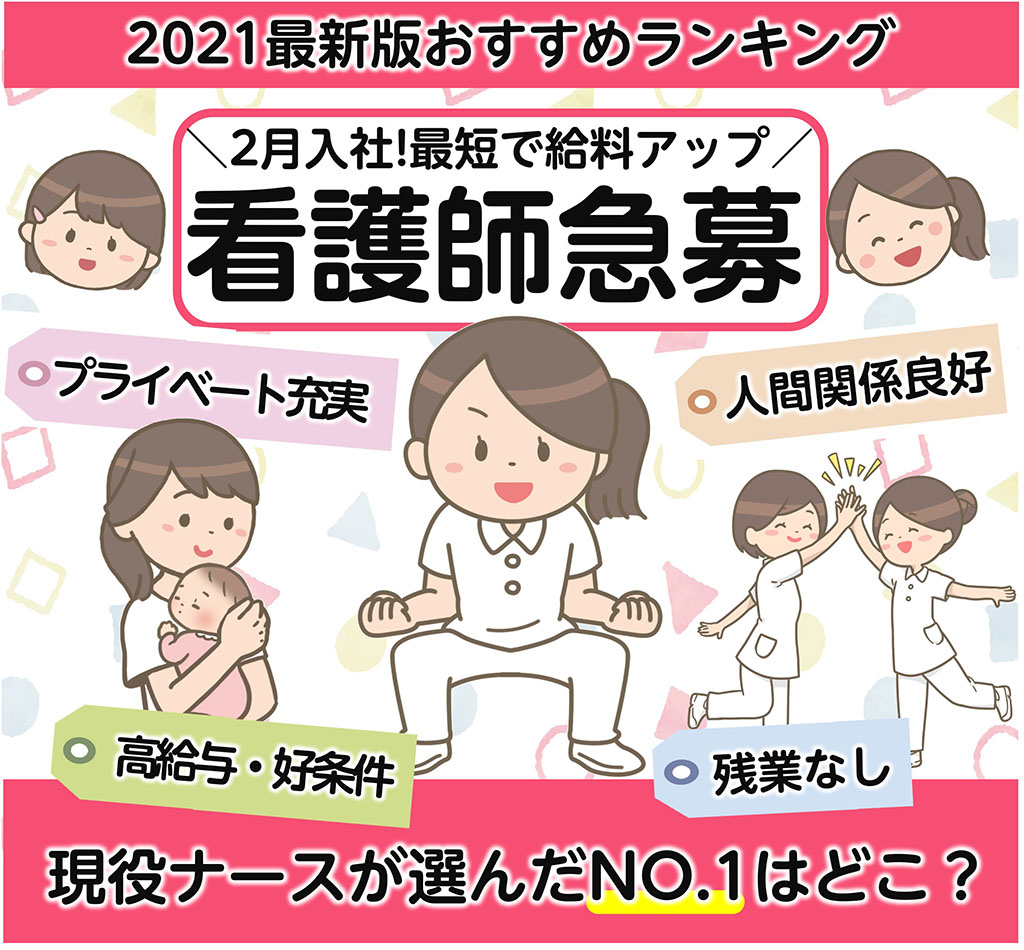 2021最新版おすすめランキング
＼2月入社!最短で給料アップ／
看護師急募
プライベート充実
人間関係良好
高給与・好条件
残業なし
現役ナースが選んだNO.1はどこ？